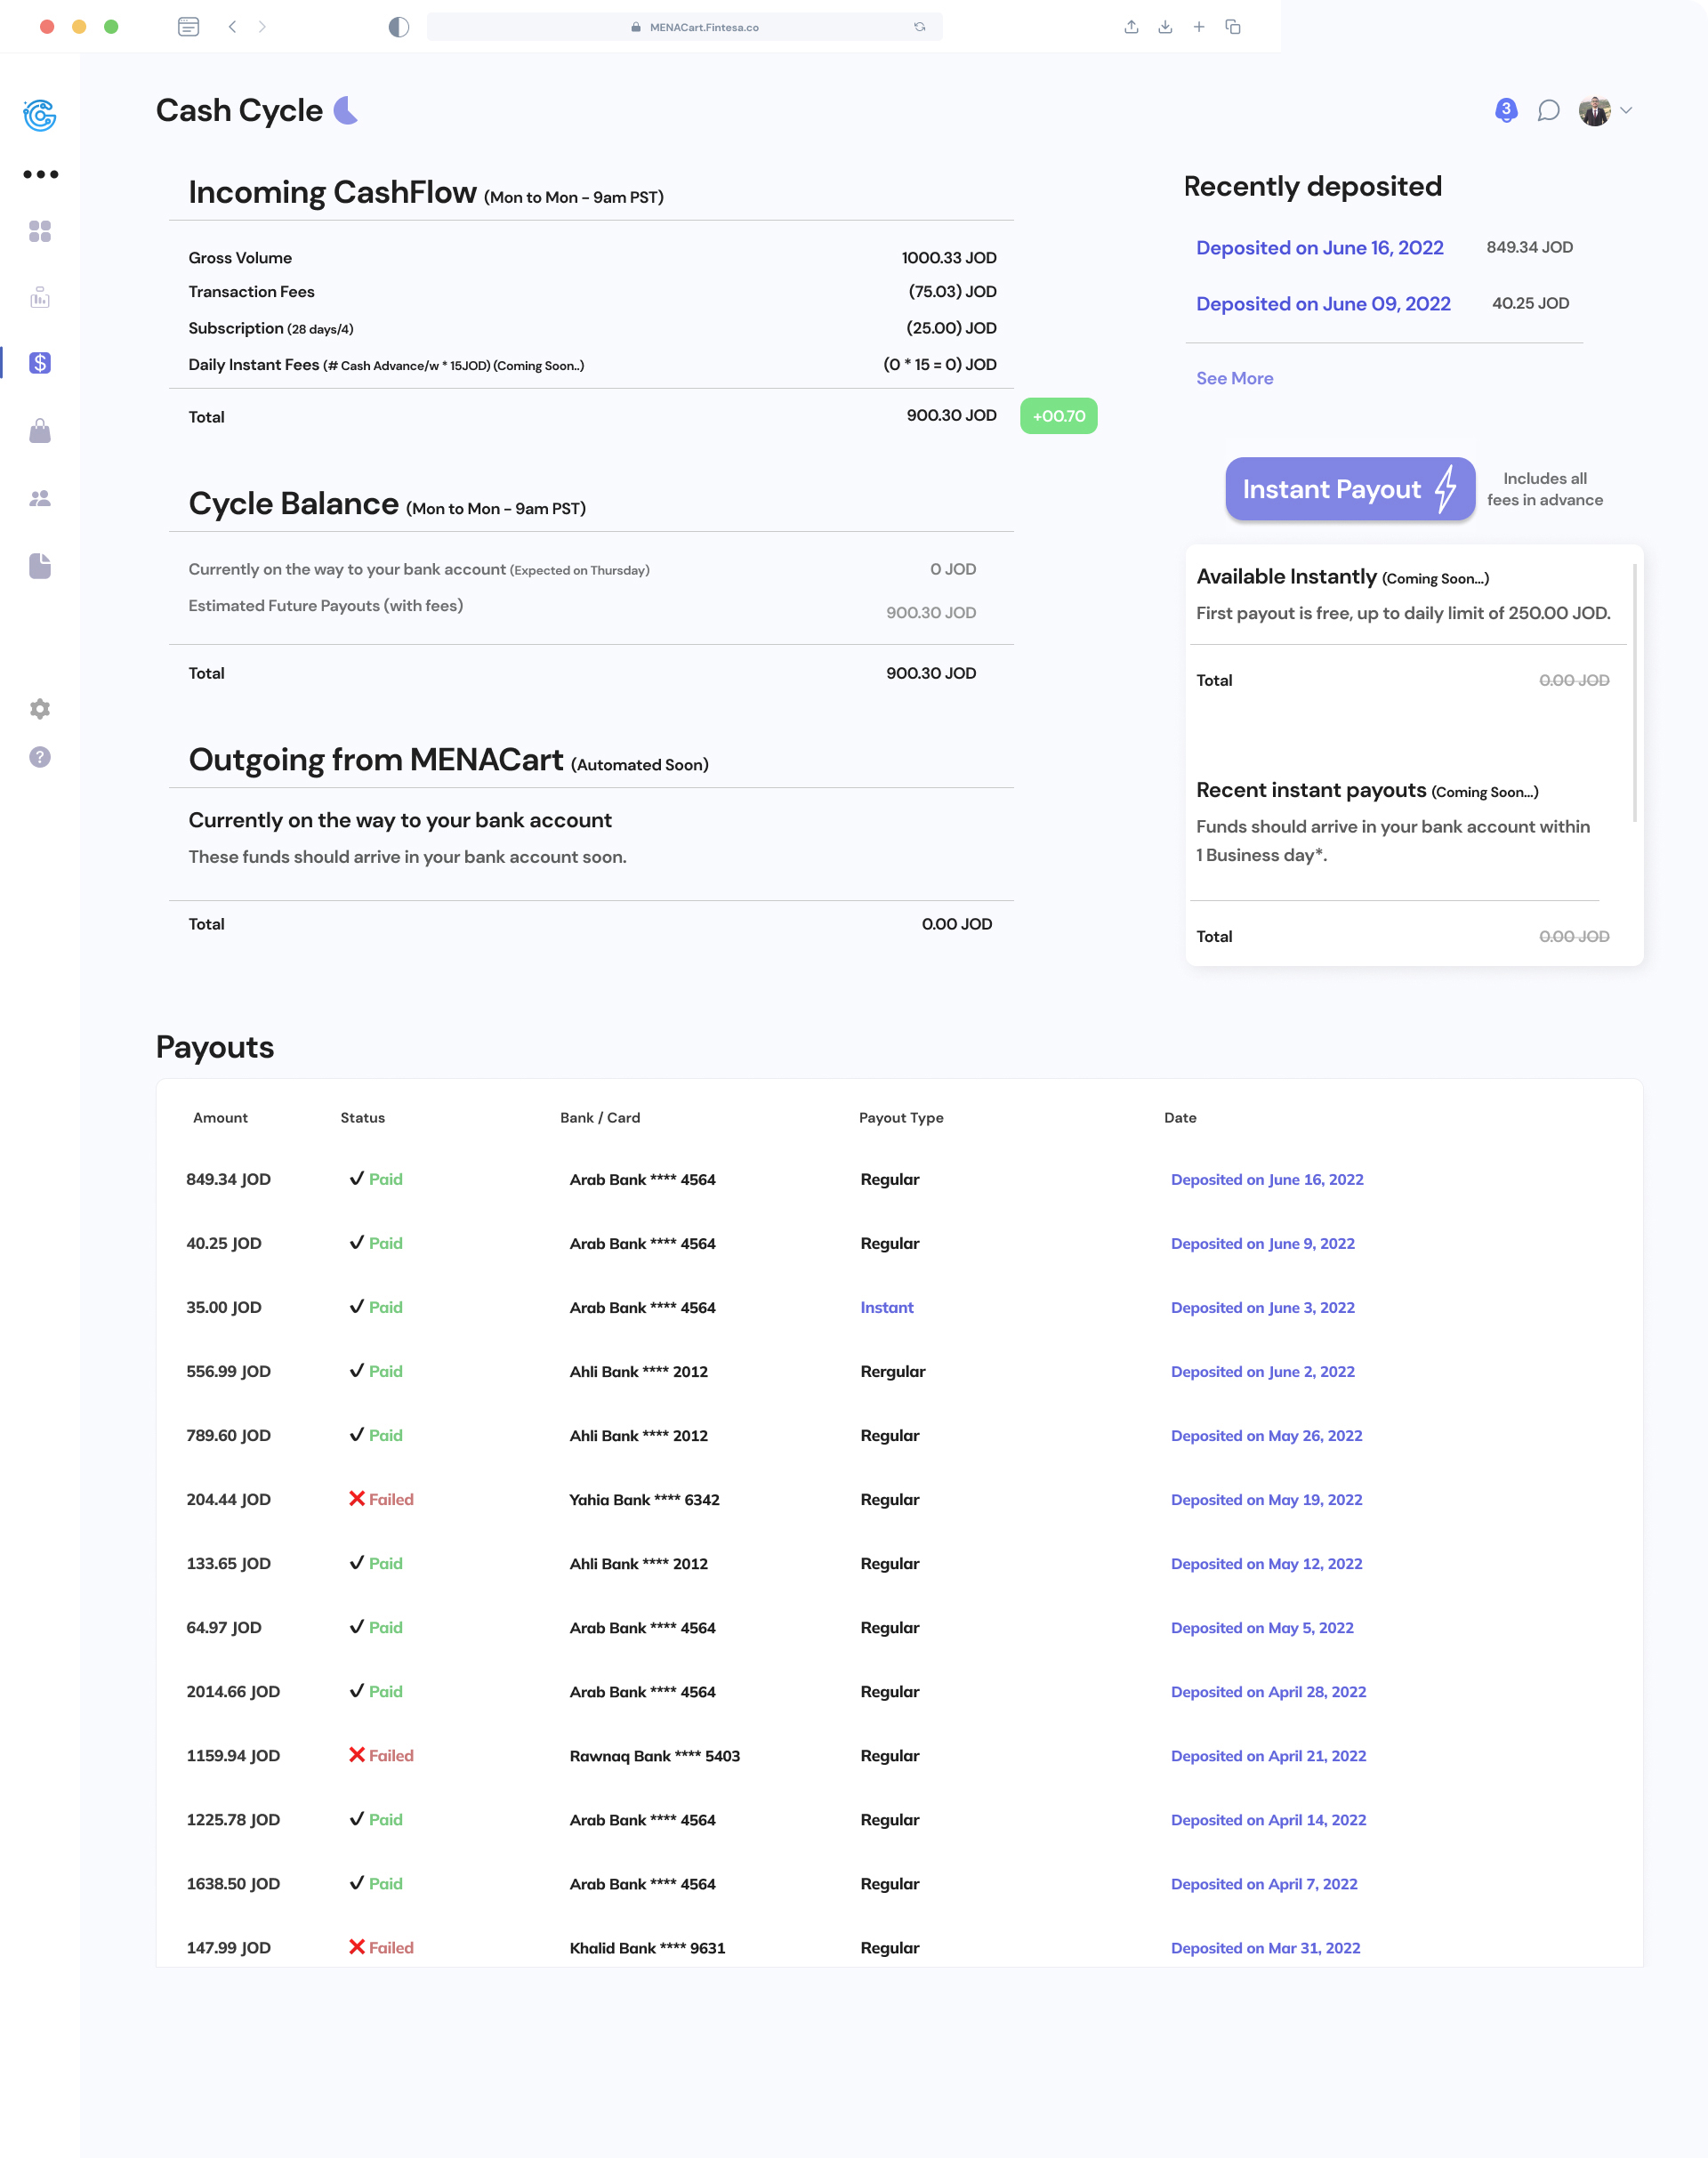 MENACart.Fintesa.co
Cash Cycle
3
Incoming CashFlow (Mon to Mon - 9am PST)
Gross Volume 1000.33 JOD
Transaction Fees (75.03) JOD
Subscription (28 days/4) (25.00) JOD
Daily Instant Fees (# Cash Advance/w * 15JOD) (Coming Soon..) (0 * 15 = 0) JOD
Total 900.30 JOD +00.70
Recently deposited
Deposited on June 16, 2022 849.34 JOD
Deposited on June 09, 2022 40.25 JOD
See More
Cycle Balance (Mon to Mon - 9am PST)
Currently on the way to your bank account (Expected on Thursday) 0 JOD
Estimated Future Payouts (with fees) 900.30 JOD
Total 900.30 JOD
Instant Payout
Includes all
fees in advance
Available Instantly (Coming Soon...)
First payout is free, up to daily limit of 250.00 JOD.
Total 0.00 JOD
Recent instant payouts (Coming Soon...)
Funds should arrive in your bank account within
1 Business day*.
Total 0.00 JOD
Outgoing from MENACart (Automated Soon)
Currently on the way to your bank account
These funds should arrive in your bank account soon.
Total 0.00 JOD
Payouts
Amount Status Bank / Card Payout Type Date
849.34 JOD ✓ Paid Arab Bank **** 4564 Regular Deposited on June 16, 2022
40.25 JOD ✓ Paid Arab Bank **** 4564 Regular Deposited on June 9, 2022
35.00 JOD ✓ Paid Arab Bank **** 4564 Instant Deposited on June 3, 2022
556.99 JOD ✓ Paid Ahli Bank **** 2012 Rergular Deposited on June 2, 2022
789.60 JOD ✓ Paid Ahli Bank **** 2012 Regular Deposited on May 26, 2022
204.44 JOD ❌ Failed Yahia Bank **** 6342 Regular Deposited on May 19, 2022
133.65 JOD ✓ Paid Ahli Bank **** 2012 Regular Deposited on May 12, 2022
64.97 JOD ✓ Paid Arab Bank **** 4564 Regular Deposited on May 5, 2022
2014.66 JOD ✓ Paid Arab Bank **** 4564 Regular Deposited on April 28, 2022
1159.94 JOD ❌ Failed Rawnaq Bank **** 5403 Regular Deposited on April 21, 2022
1225.78 JOD ✓ Paid Arab Bank **** 4564 Regular Deposited on April 14, 2022
1638.50 JOD ✓ Paid Arab Bank **** 4564 Regular Deposited on April 7, 2022
147.99 JOD ❌ Failed Khalid Bank **** 9631 Regular Deposited on Mar 31, 2022